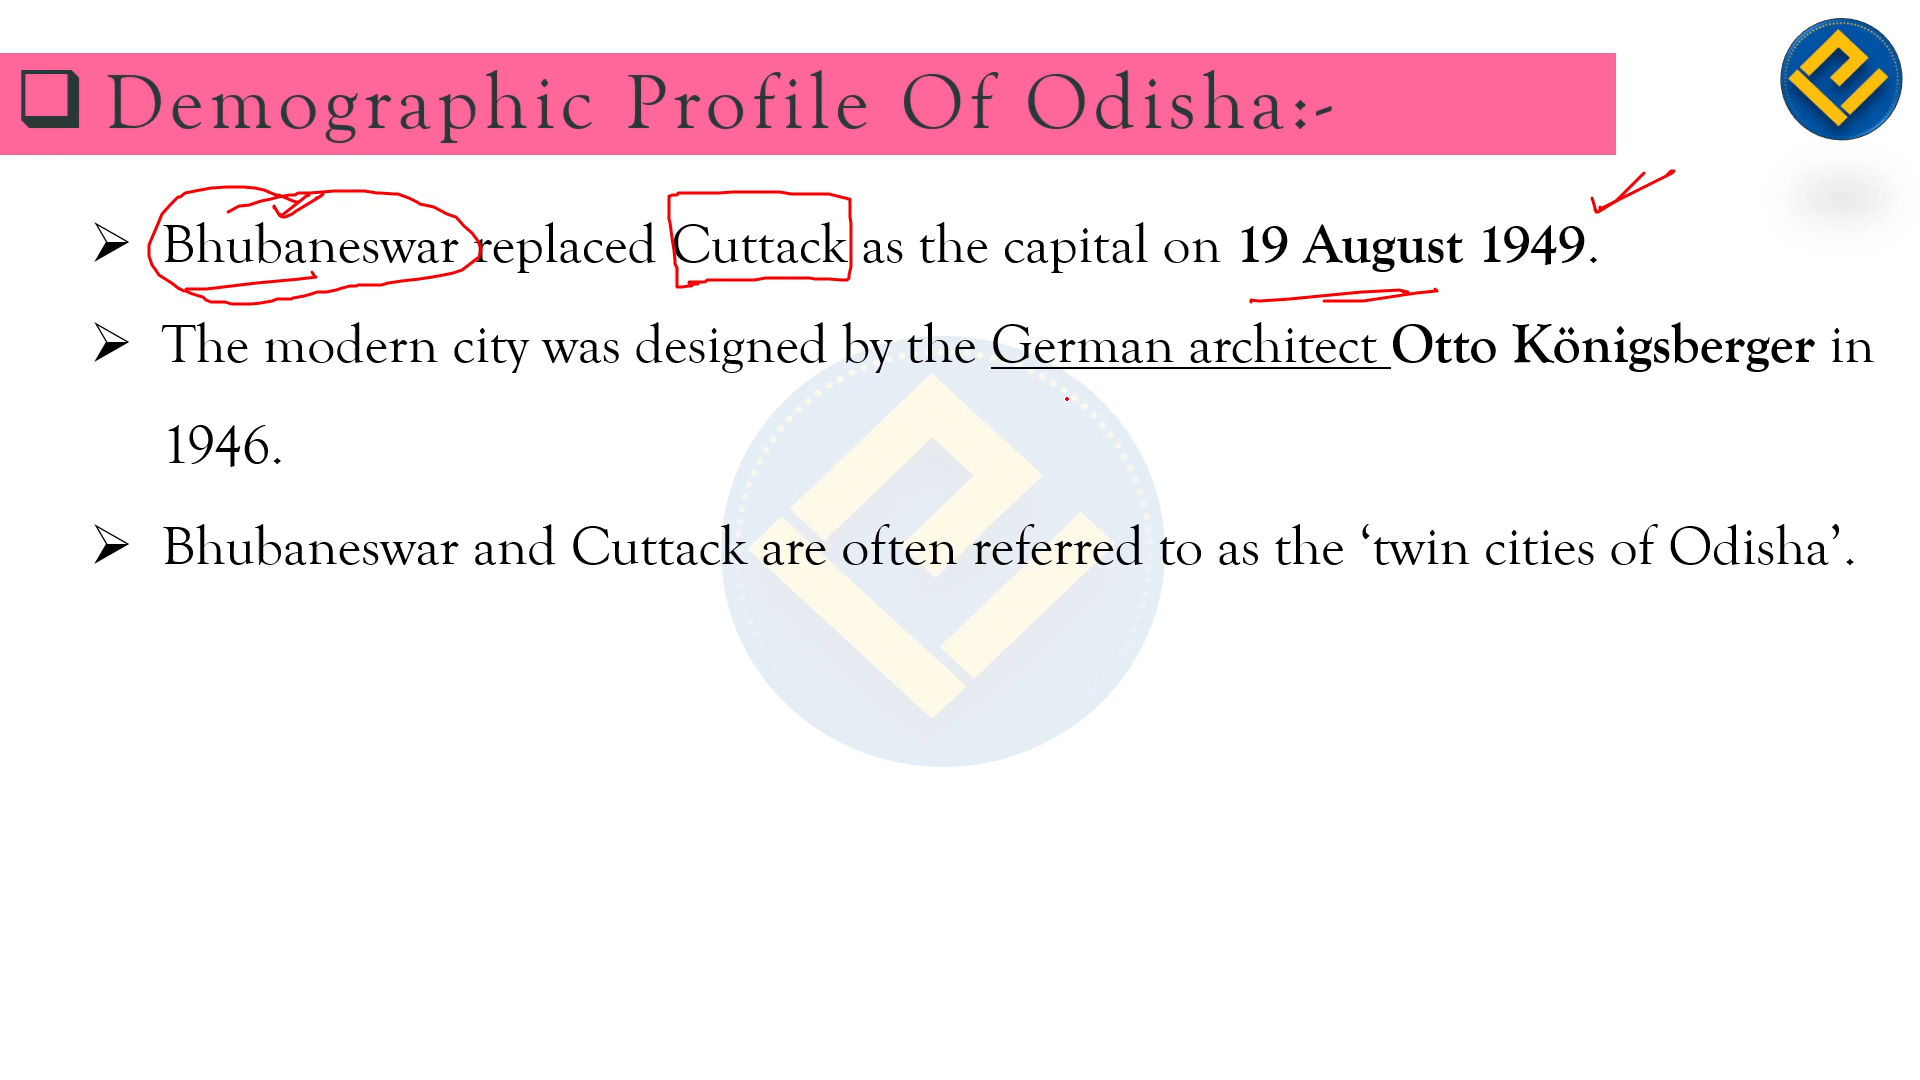 ❑ Demographic Profile Of Odisha:-
➢ Bhubaneswar replaced Cuttack as the capital on 19 August 1949.
➢ The modern city was designed by the German architect Otto Königsberger in
1946.
➢ Bhubaneswar and Cuttack are often referred to as the ‘twin cities of Odisha’.